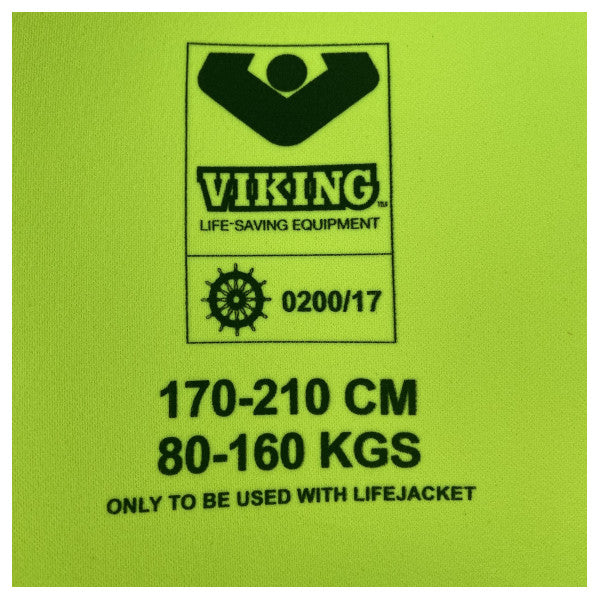 VIKING
LIFE-SAVING EQUIPMENT
0200/17
170-210 CM
80-160 KGS
ONLY TO BE USED WITH LIFEJACKET